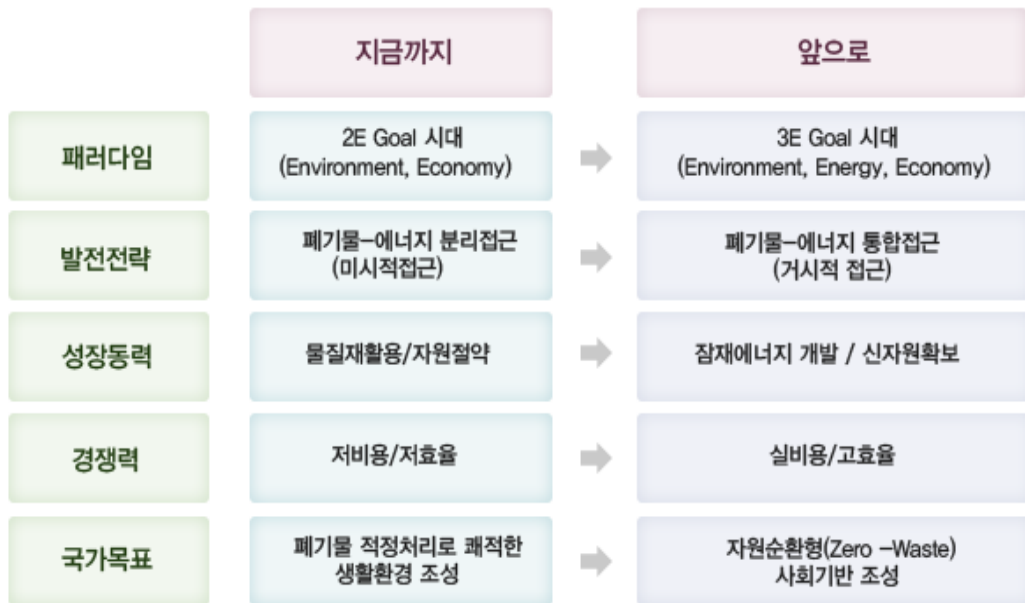 지금까지
앞으로
패러다임
2E Goal 시대
(Environment, Economy)
3E Goal 시대
(Environment, Energy, Economy)
발전전략
폐기물-에너지 분리접근
(미시적접근)
폐기물-에너지 통합접근
(거시적 접근)
성장동력
물질재활용/자원절약
잠재에너지 개발 / 신자원확보
경쟁력
저비용/저효율
실비용/고효율
국가목표
폐기물 적정처리로 쾌적한
생활환경 조성
자원순환형(Zero -Waste)
사회기반 조성